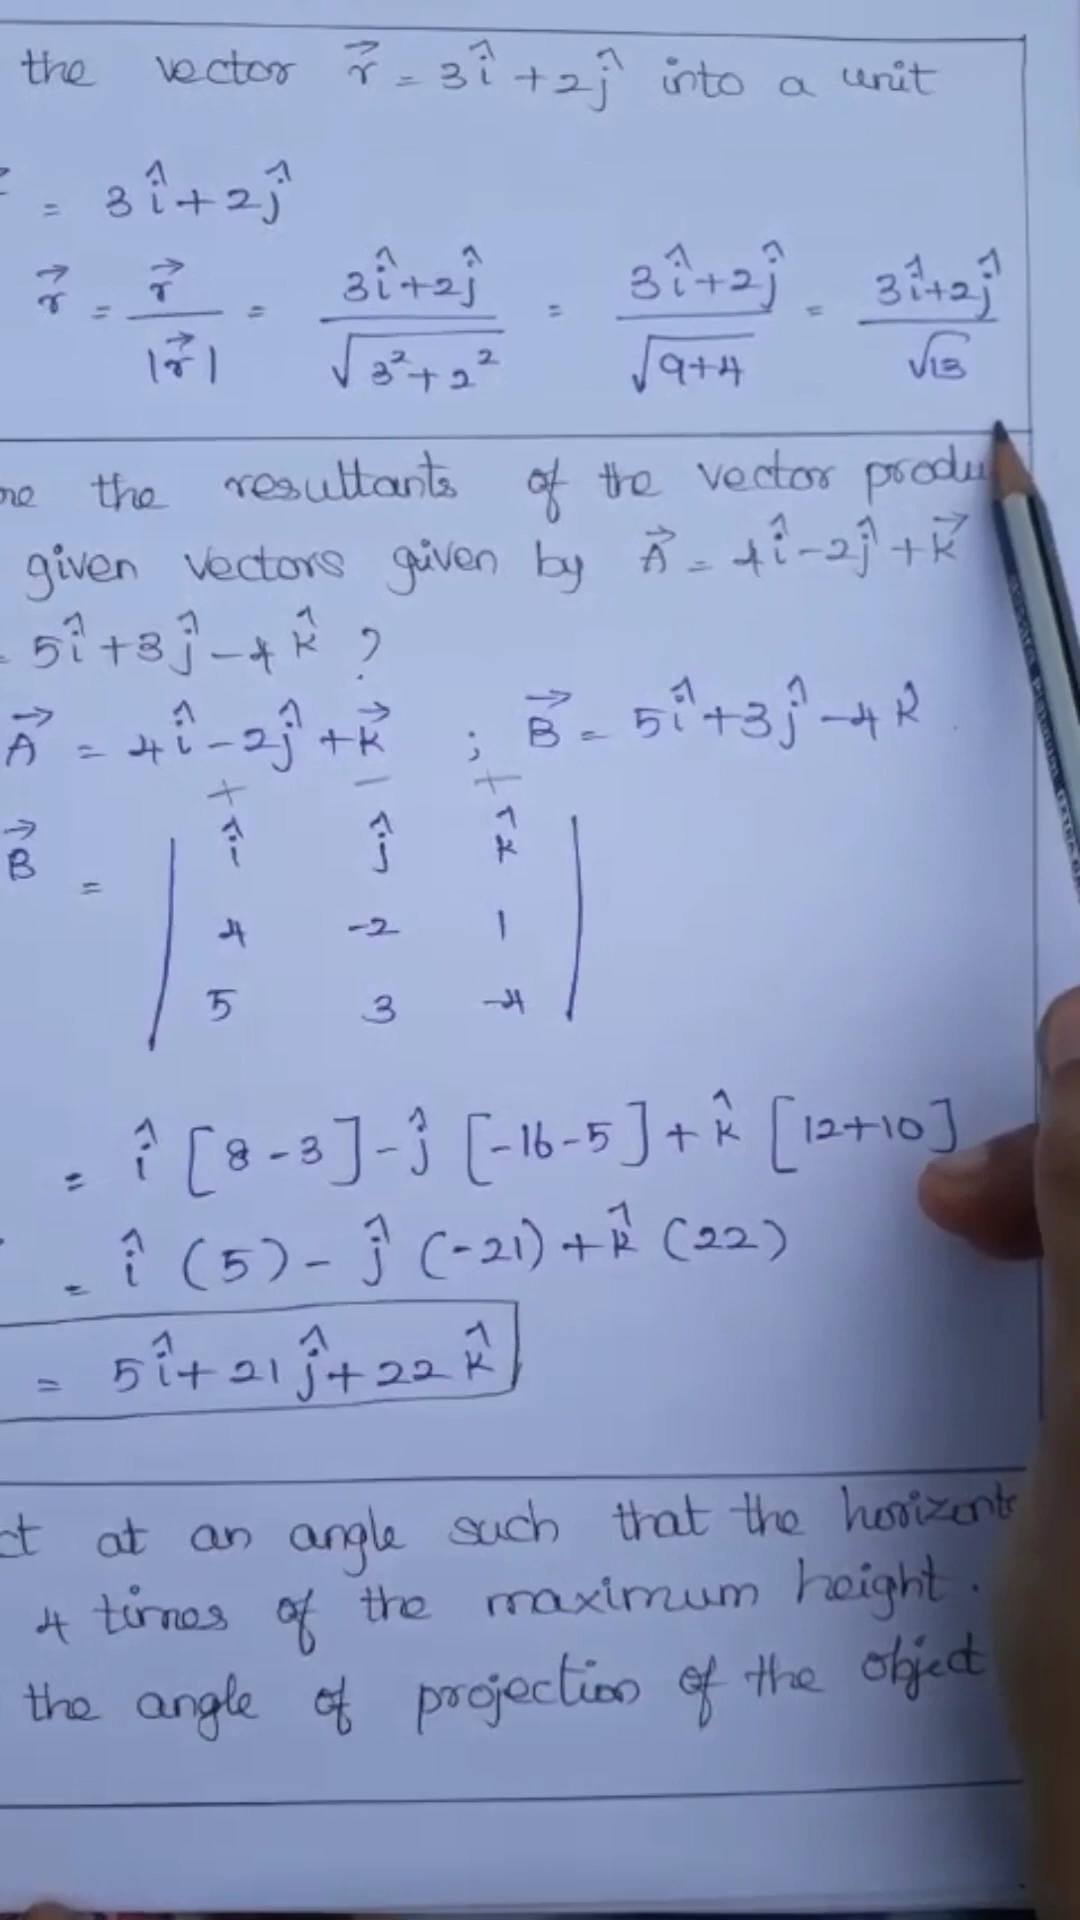 the vector r⃗ = 3î + 2ĵ into a unit
= 3î + 2ĵ
r⃗ = r⃗ / |r⃗| = (3î + 2ĵ) / √(3² + 2²) = (3î + 2ĵ) / √(9+4) = (3î + 2ĵ) / √13
the resultants of the vector produ
given vectors given by A⃗ = 4î - 2ĵ + k⃗
5î + 3ĵ - 4k̂ ?
A⃗ = 4î - 2ĵ + k⃗ ; B⃗ = 5î + 3ĵ - 4k̂
+ - +
B⃗ = | î ĵ k̂ |
| 4 -2 1 |
| 5 3 -4 |
= î [8 - 3] - ĵ [-16 - 5] + k̂ [12+10]
= î (5) - ĵ (-21) + k̂ (22)
= 5î + 21ĵ + 22k̂
ct at an angle such that the horizont
4 times of the maximum height.
the angle of projection of the object